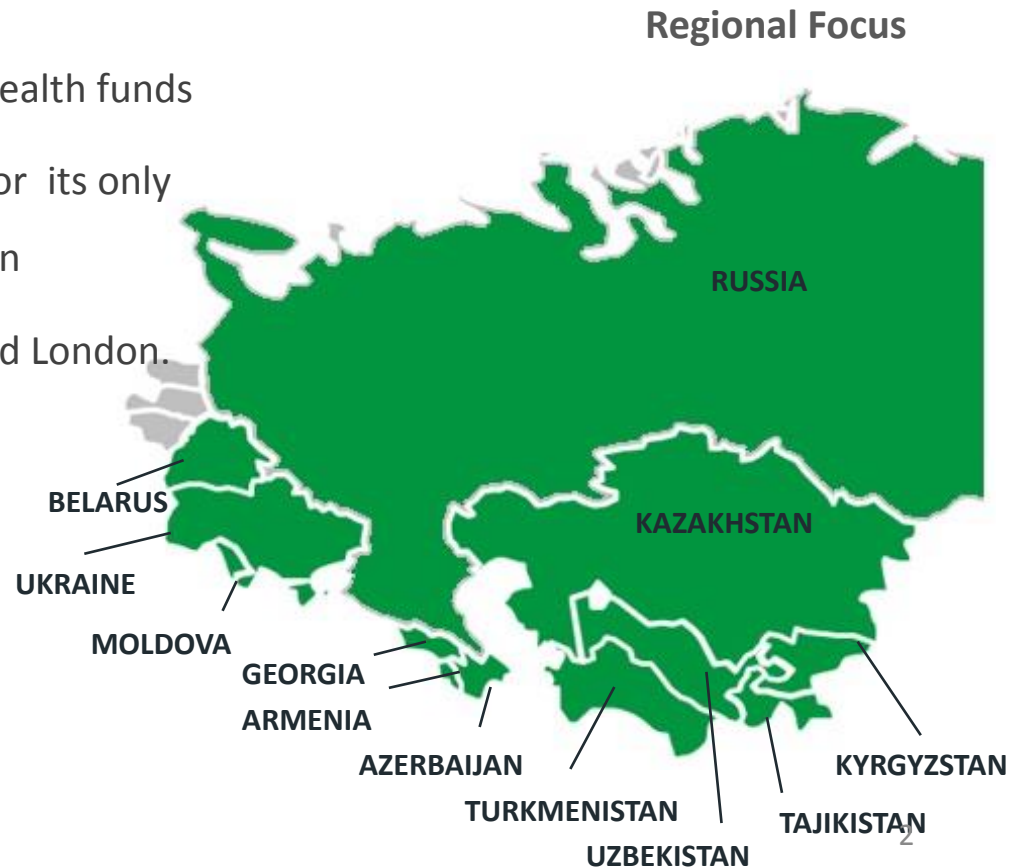 Regional Focus
ealth funds
or its only
n
d London.
RUSSIA
BELARUS
KAZAKHSTAN
UKRAINE
MOLDOVA
GEORGIA
ARMENIA
AZERBAIJAN
KYRGYZSTAN
TURKMENISTAN
TAJIKISTAN
2
UZBEKISTAN